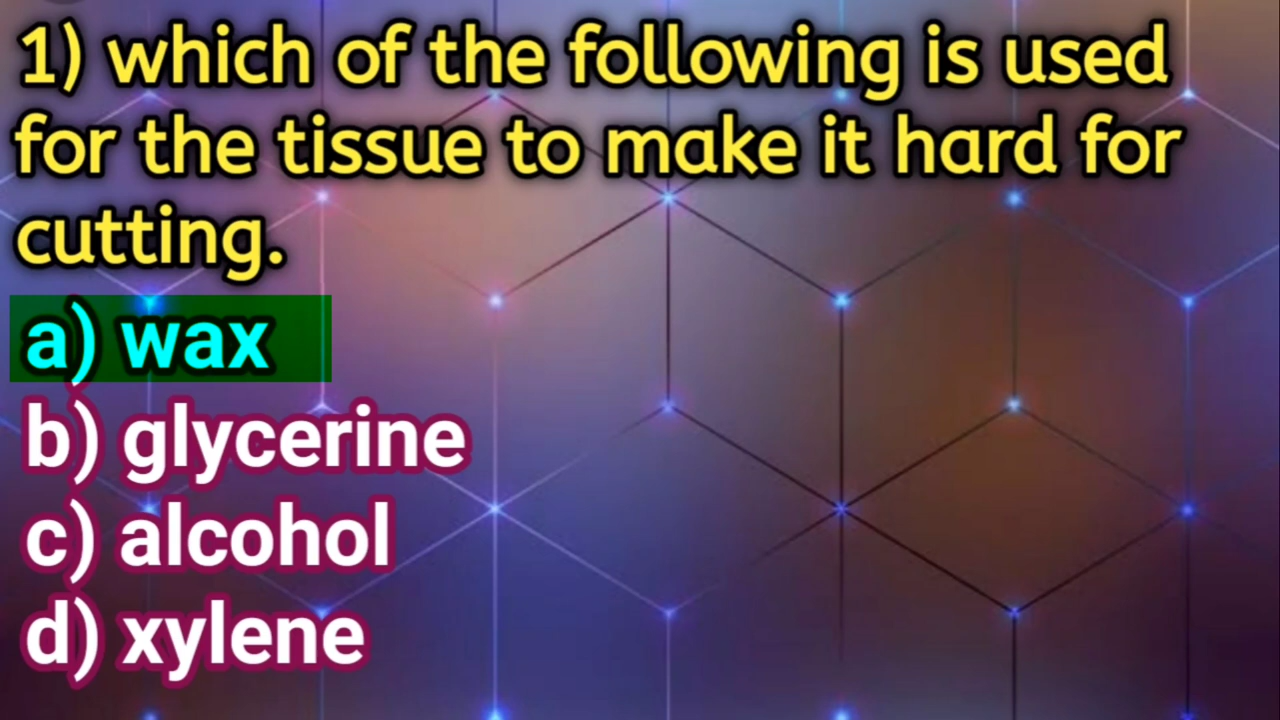 1) which of the following is used
for the tissue to make it hard for
cutting.
a) wax
b) glycerine
c) alcohol
d) xylene